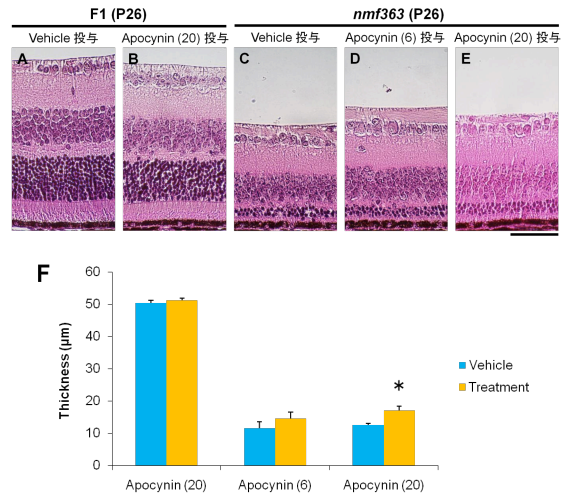 F1 (P26)
nmf363 (P26)
Vehicle 投与
Apocynin (20) 投与
Vehicle 投与
Apocynin (6) 投与
Apocynin (20) 投与
A
B
C
D
E
F
Thickness (μm)
60
50
40
30
20
10
0
*
Vehicle
Treatment
Apocynin (20)
Apocynin (6)
Apocynin (20)